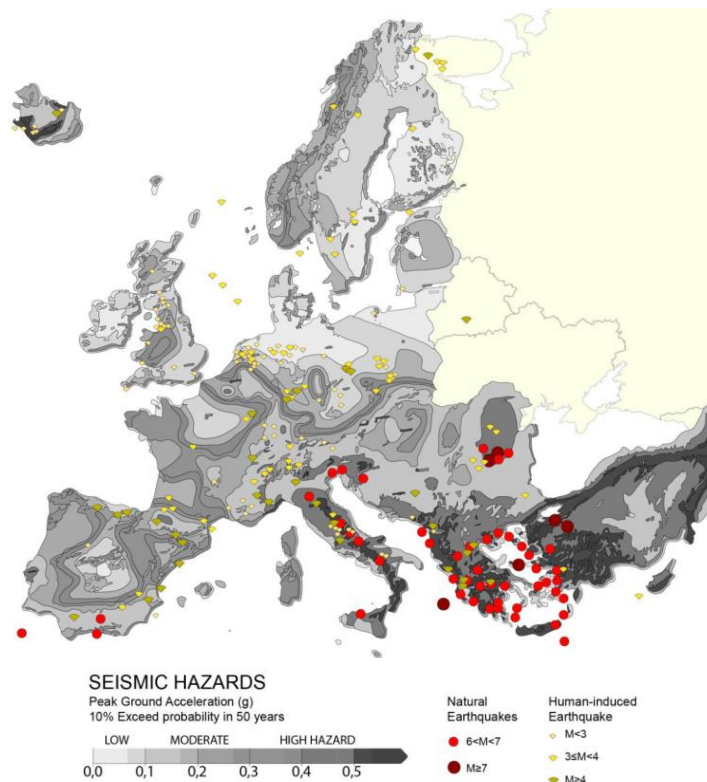 SEISMIC HAZARDS
Peak Ground Acceleration (g)
10% Exceed probability in 50 years
LOW MODERATE HIGH HAZARD
0,0 0,1 0,2 0,3 0,4 0,5
Natural
Earthquakes
6<M<7
M≥7
Human-induced
Earthquake
M<3
3≤M<4
M≥4